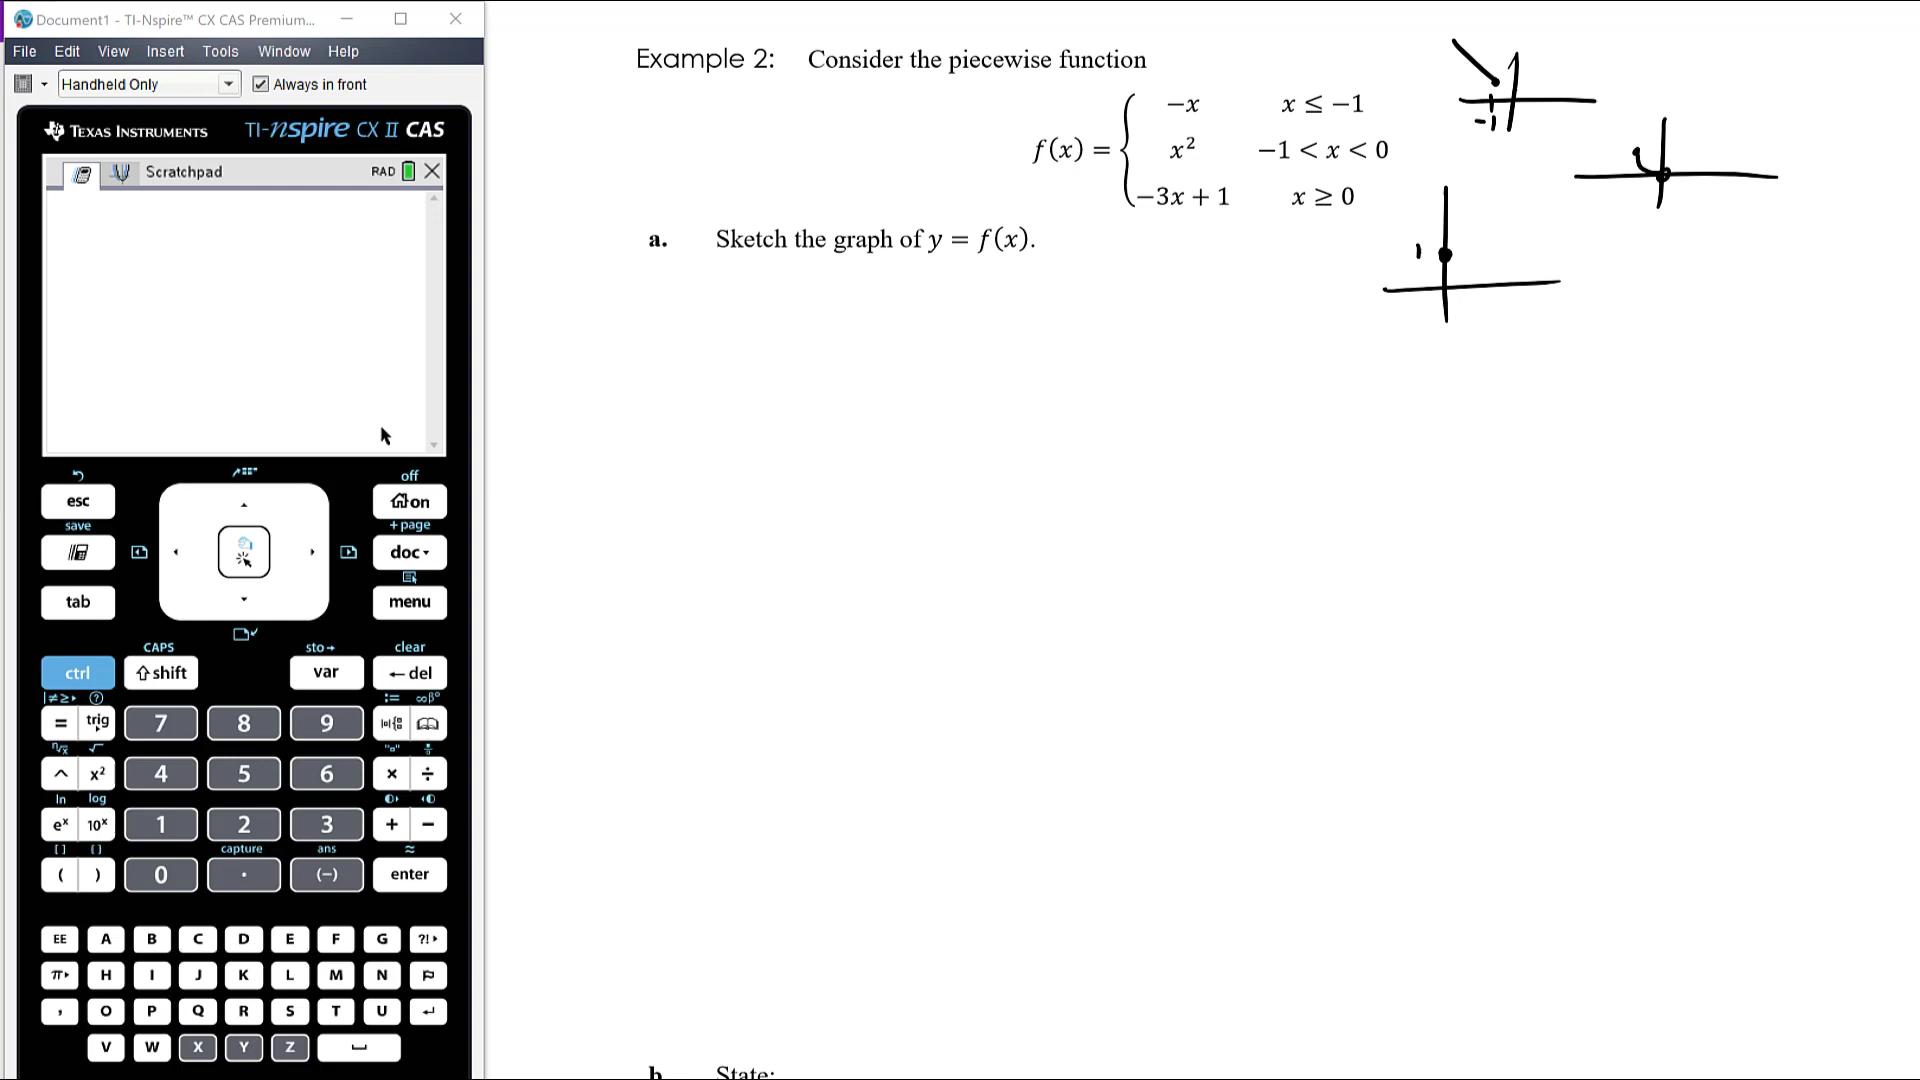 Document1 - TI-Nspire™ CX CAS Premium...
File Edit View Insert Tools Window Help
Handheld Only Always in front
TEXAS INSTRUMENTS TI-nspire CX II CAS
Scratchpad RAD
off
esc on
save + page
doc
tab menu
CAPS sto→ clear
ctrl ⇧shift var ←del
|≠≥▸ ? := ∞β°
= trig 7 8 9
ⁿ√x √ "▫"
^ x² 4 5 6 × ÷
ln log
eˣ 10ˣ 1 2 3 + −
[ ] { } capture ans ≈
( ) 0 . (−) enter
EE A B C D E F G ?!▸
π▸ H I J K L M N
, O P Q R S T U ↵
V W X Y Z
Example 2: Consider the piecewise function
f(x) = { −x x ≤ −1
x² −1 < x < 0
−3x + 1 x ≥ 0
a. Sketch the graph of y = f(x).
-1
1
b State: